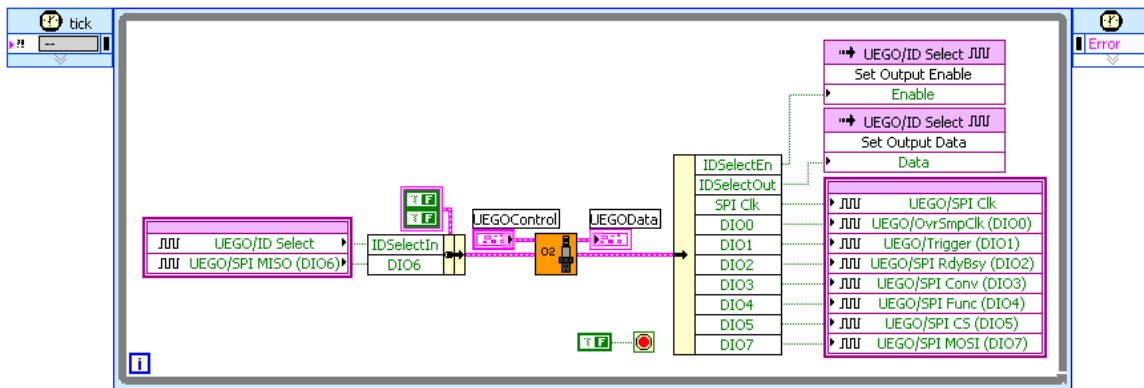 tick
?!
--
Error
UEGO/ID Select
Set Output Enable
Enable
UEGO/ID Select
Set Output Data
Data
IDSelectEn
IDSelectOut
SPI Clk
DIO0
DIO1
DIO2
DIO3
DIO4
DIO5
DIO7
UEGO/SPI Clk
UEGO/OvrSmpClk (DIO0)
UEGO/Trigger (DIO1)
UEGO/SPI RdyBsy (DIO2)
UEGO/SPI Conv (DIO3)
UEGO/SPI Func (DIO4)
UEGO/SPI CS (DIO5)
UEGO/SPI MOSI (DIO7)
F
F
UEGOControl
UEGOData
O2
UEGO/ID Select
UEGO/SPI MISO (DIO6)
IDSelectIn
DIO6
F
i